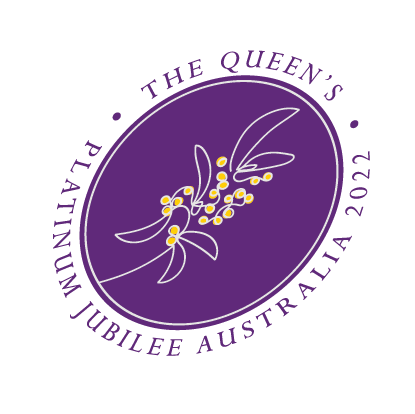 THE QUEEN'S
PLATINUM JUBILEE AUSTRALIA 2022